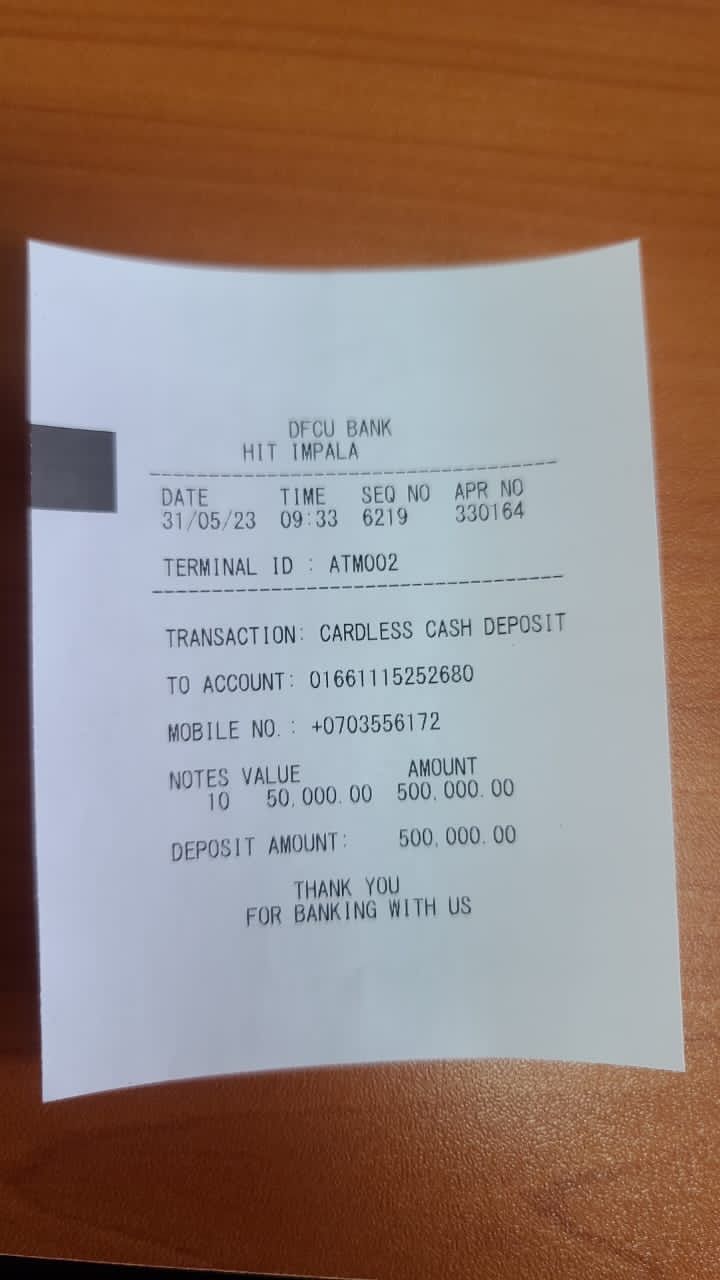 DFCU BANK
HIT IMPALA
--------------------------------
DATE TIME SEQ NO APR NO
31/05/23 09:33 6219 330164
TERMINAL ID : ATM002
--------------------------------
TRANSACTION: CARDLESS CASH DEPOSIT
TO ACCOUNT: 01661115252680
MOBILE NO. : +0703556172
NOTES VALUE AMOUNT
10 50,000.00 500,000.00
DEPOSIT AMOUNT: 500,000.00
THANK YOU
FOR BANKING WITH US